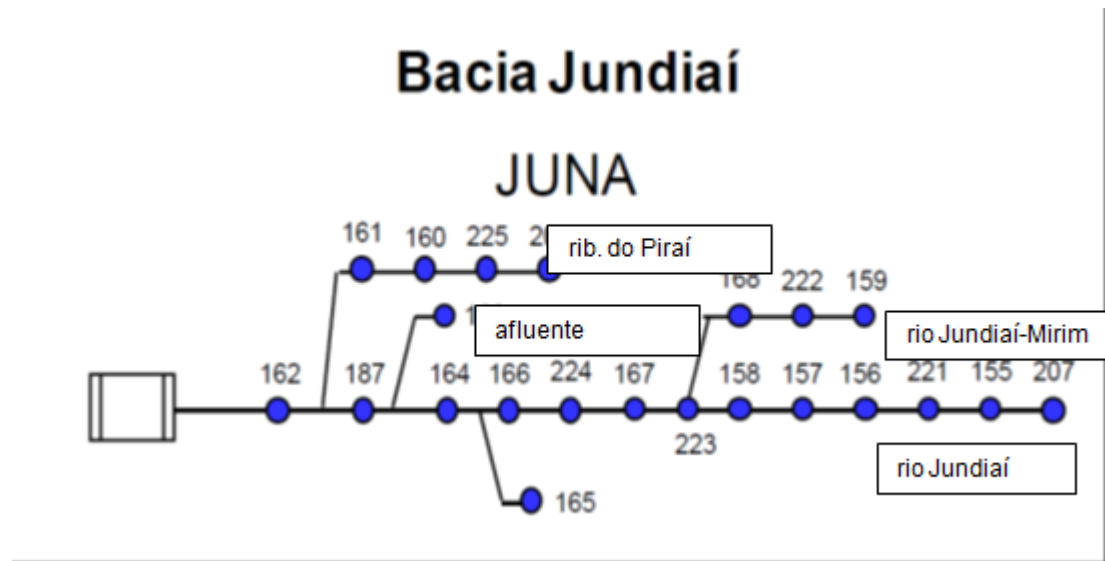 Bacia Jundiaí
JUNA
161 160 225
rib. do Piraí
168 222 159
afluente
rio Jundiaí-Mirim
162 187 164 166 224 167 158 157 156 221 155 207
223
rio Jundiaí
165